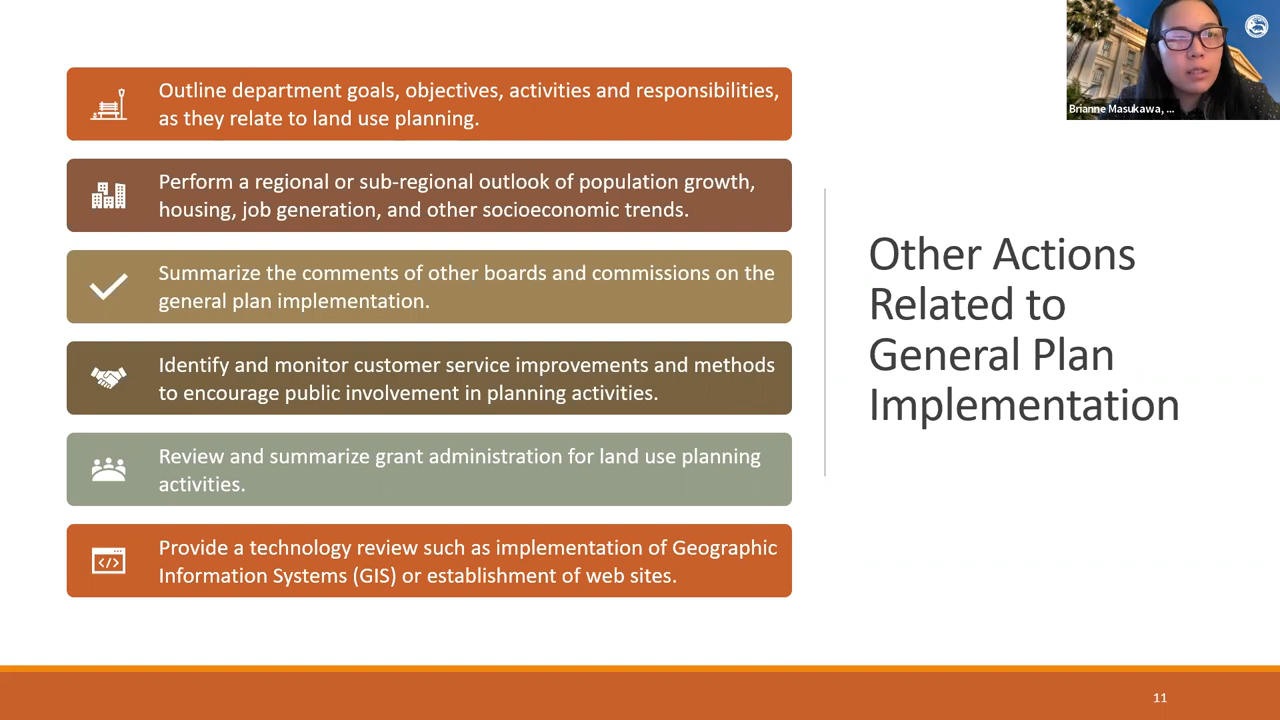 Outline department goals, objectives, activities and responsibilities,
as they relate to land use planning.
Perform a regional or sub-regional outlook of population growth,
housing, job generation, and other socioeconomic trends.
Summarize the comments of other boards and commissions on the
general plan implementation.
Identify and monitor customer service improvements and methods
to encourage public involvement in planning activities.
Review and summarize grant administration for land use planning
activities.
</>
Provide a technology review such as implementation of Geographic
Information Systems (GIS) or establishment of web sites.
Other Actions
Related to
General Plan
Implementation
Brianne Masukawa, ...
11